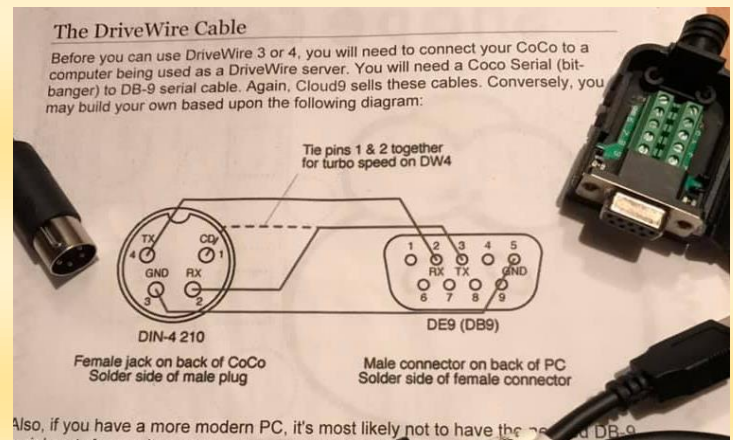 The DriveWire Cable
Before you can use DriveWire 3 or 4, you will need to connect your CoCo to a
computer being used as a DriveWire server. You will need a Coco Serial (bit-
banger) to DB-9 serial cable. Again, Cloud9 sells these cables. Conversely, you
may build your own based upon the following diagram:
Tie pins 1 & 2 together
for turbo speed on DW4
TX
CD
4
1
GND
RX
3
2
1 2 3 4 5
RX TX GND
6 7 8 9
DIN-4 210
DE9 (DB9)
Female jack on back of CoCo
Solder side of male plug
Male connector on back of PC
Solder side of female connector
Also, if you have a more modern PC, it's most likely not to have the DB-9